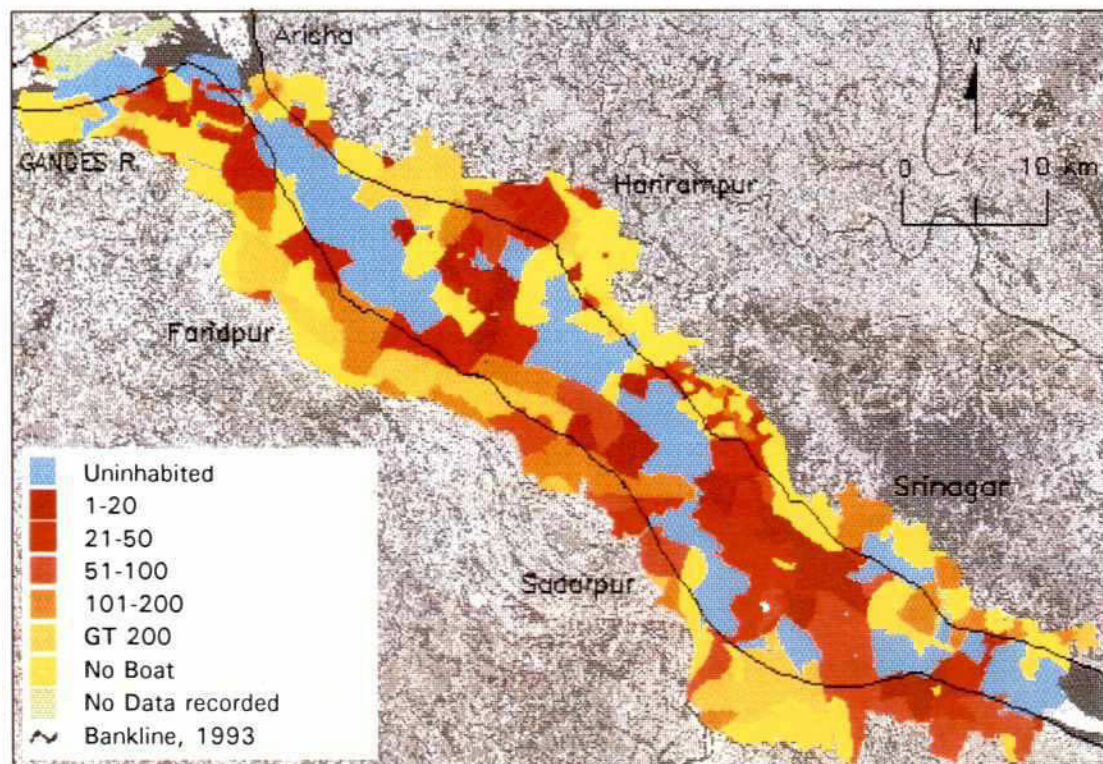 Aricha
N
GANGES R.
Harirampur
0 10 km
Faridpur
Srinagar
Sadarpur
Uninhabited
1-20
21-50
51-100
101-200
GT 200
No Boat
No Data recorded
Bankline, 1993